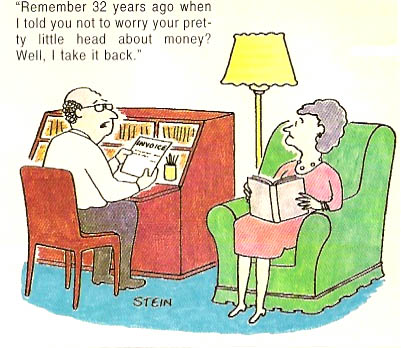 "Remember 32 years ago when
I told you not to worry your pret-
ty little head about money?
Well, I take it back."
INVOICE
STEIN